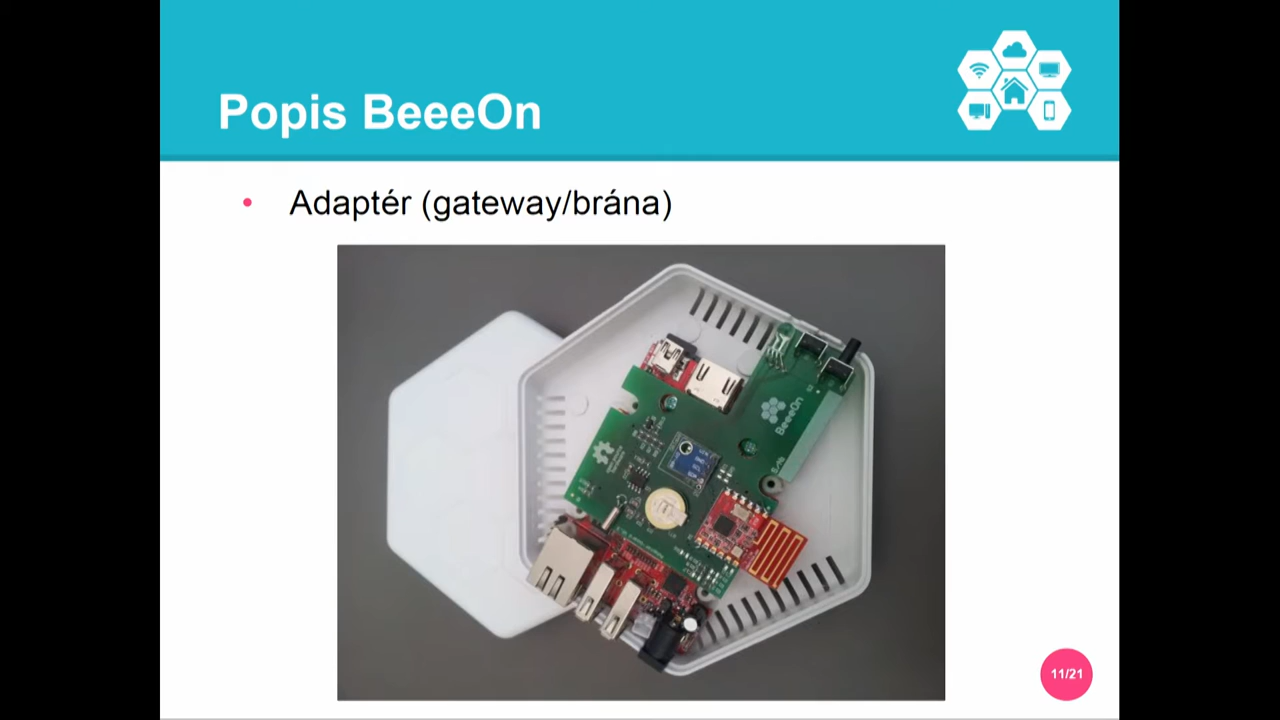 Popis BeeeOn
• Adaptér (gateway/brána)
BeeeOn
11/21